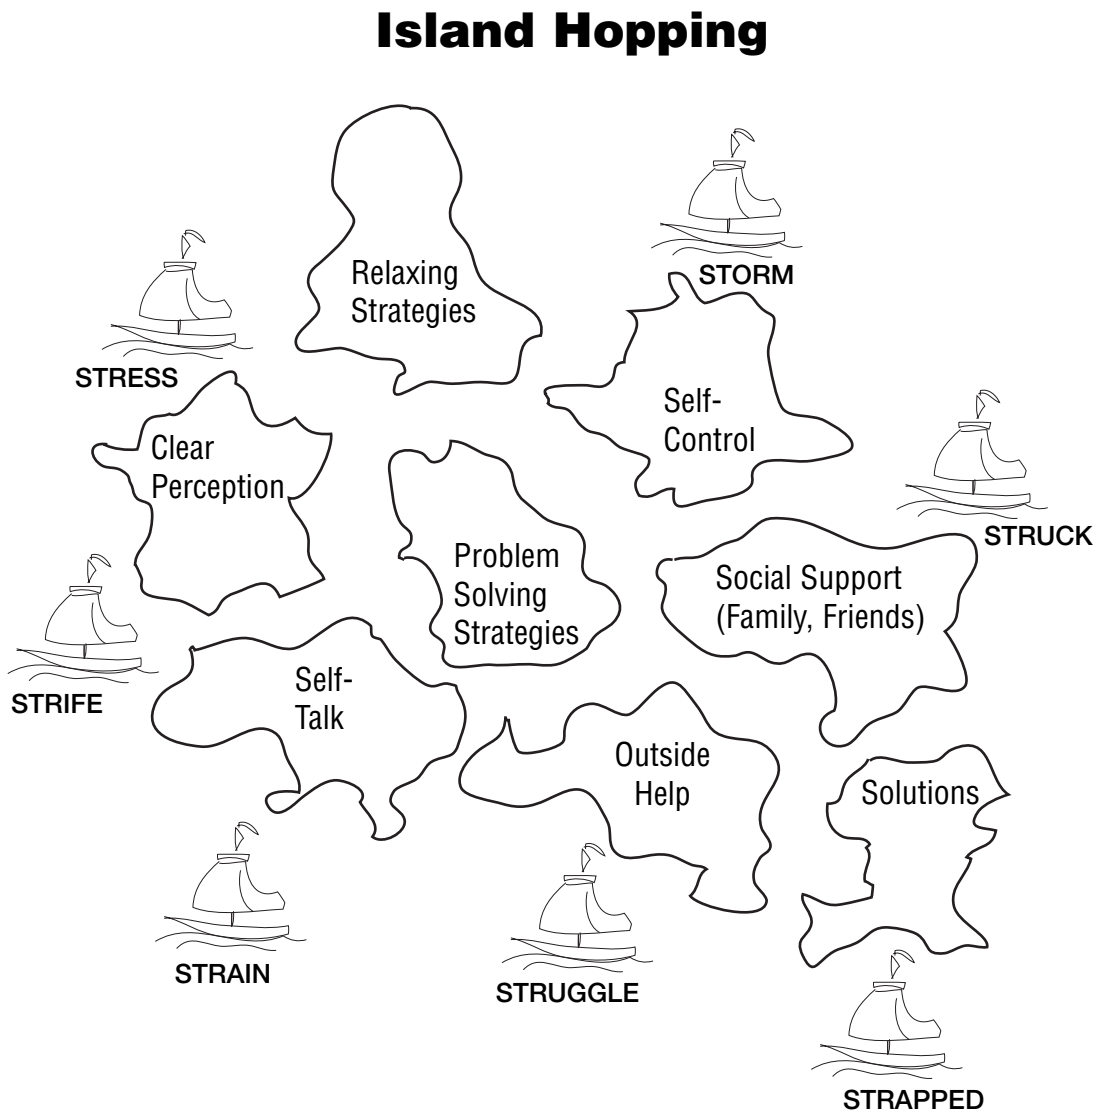 Island Hopping
STORM
Relaxing
Strategies
STRESS
Self-
Control
Clear
Perception
STRUCK
Problem
Solving
Strategies
Social Support
(Family, Friends)
STRIFE
Self-
Talk
Outside
Help
Solutions
STRAIN
STRUGGLE
STRAPPED